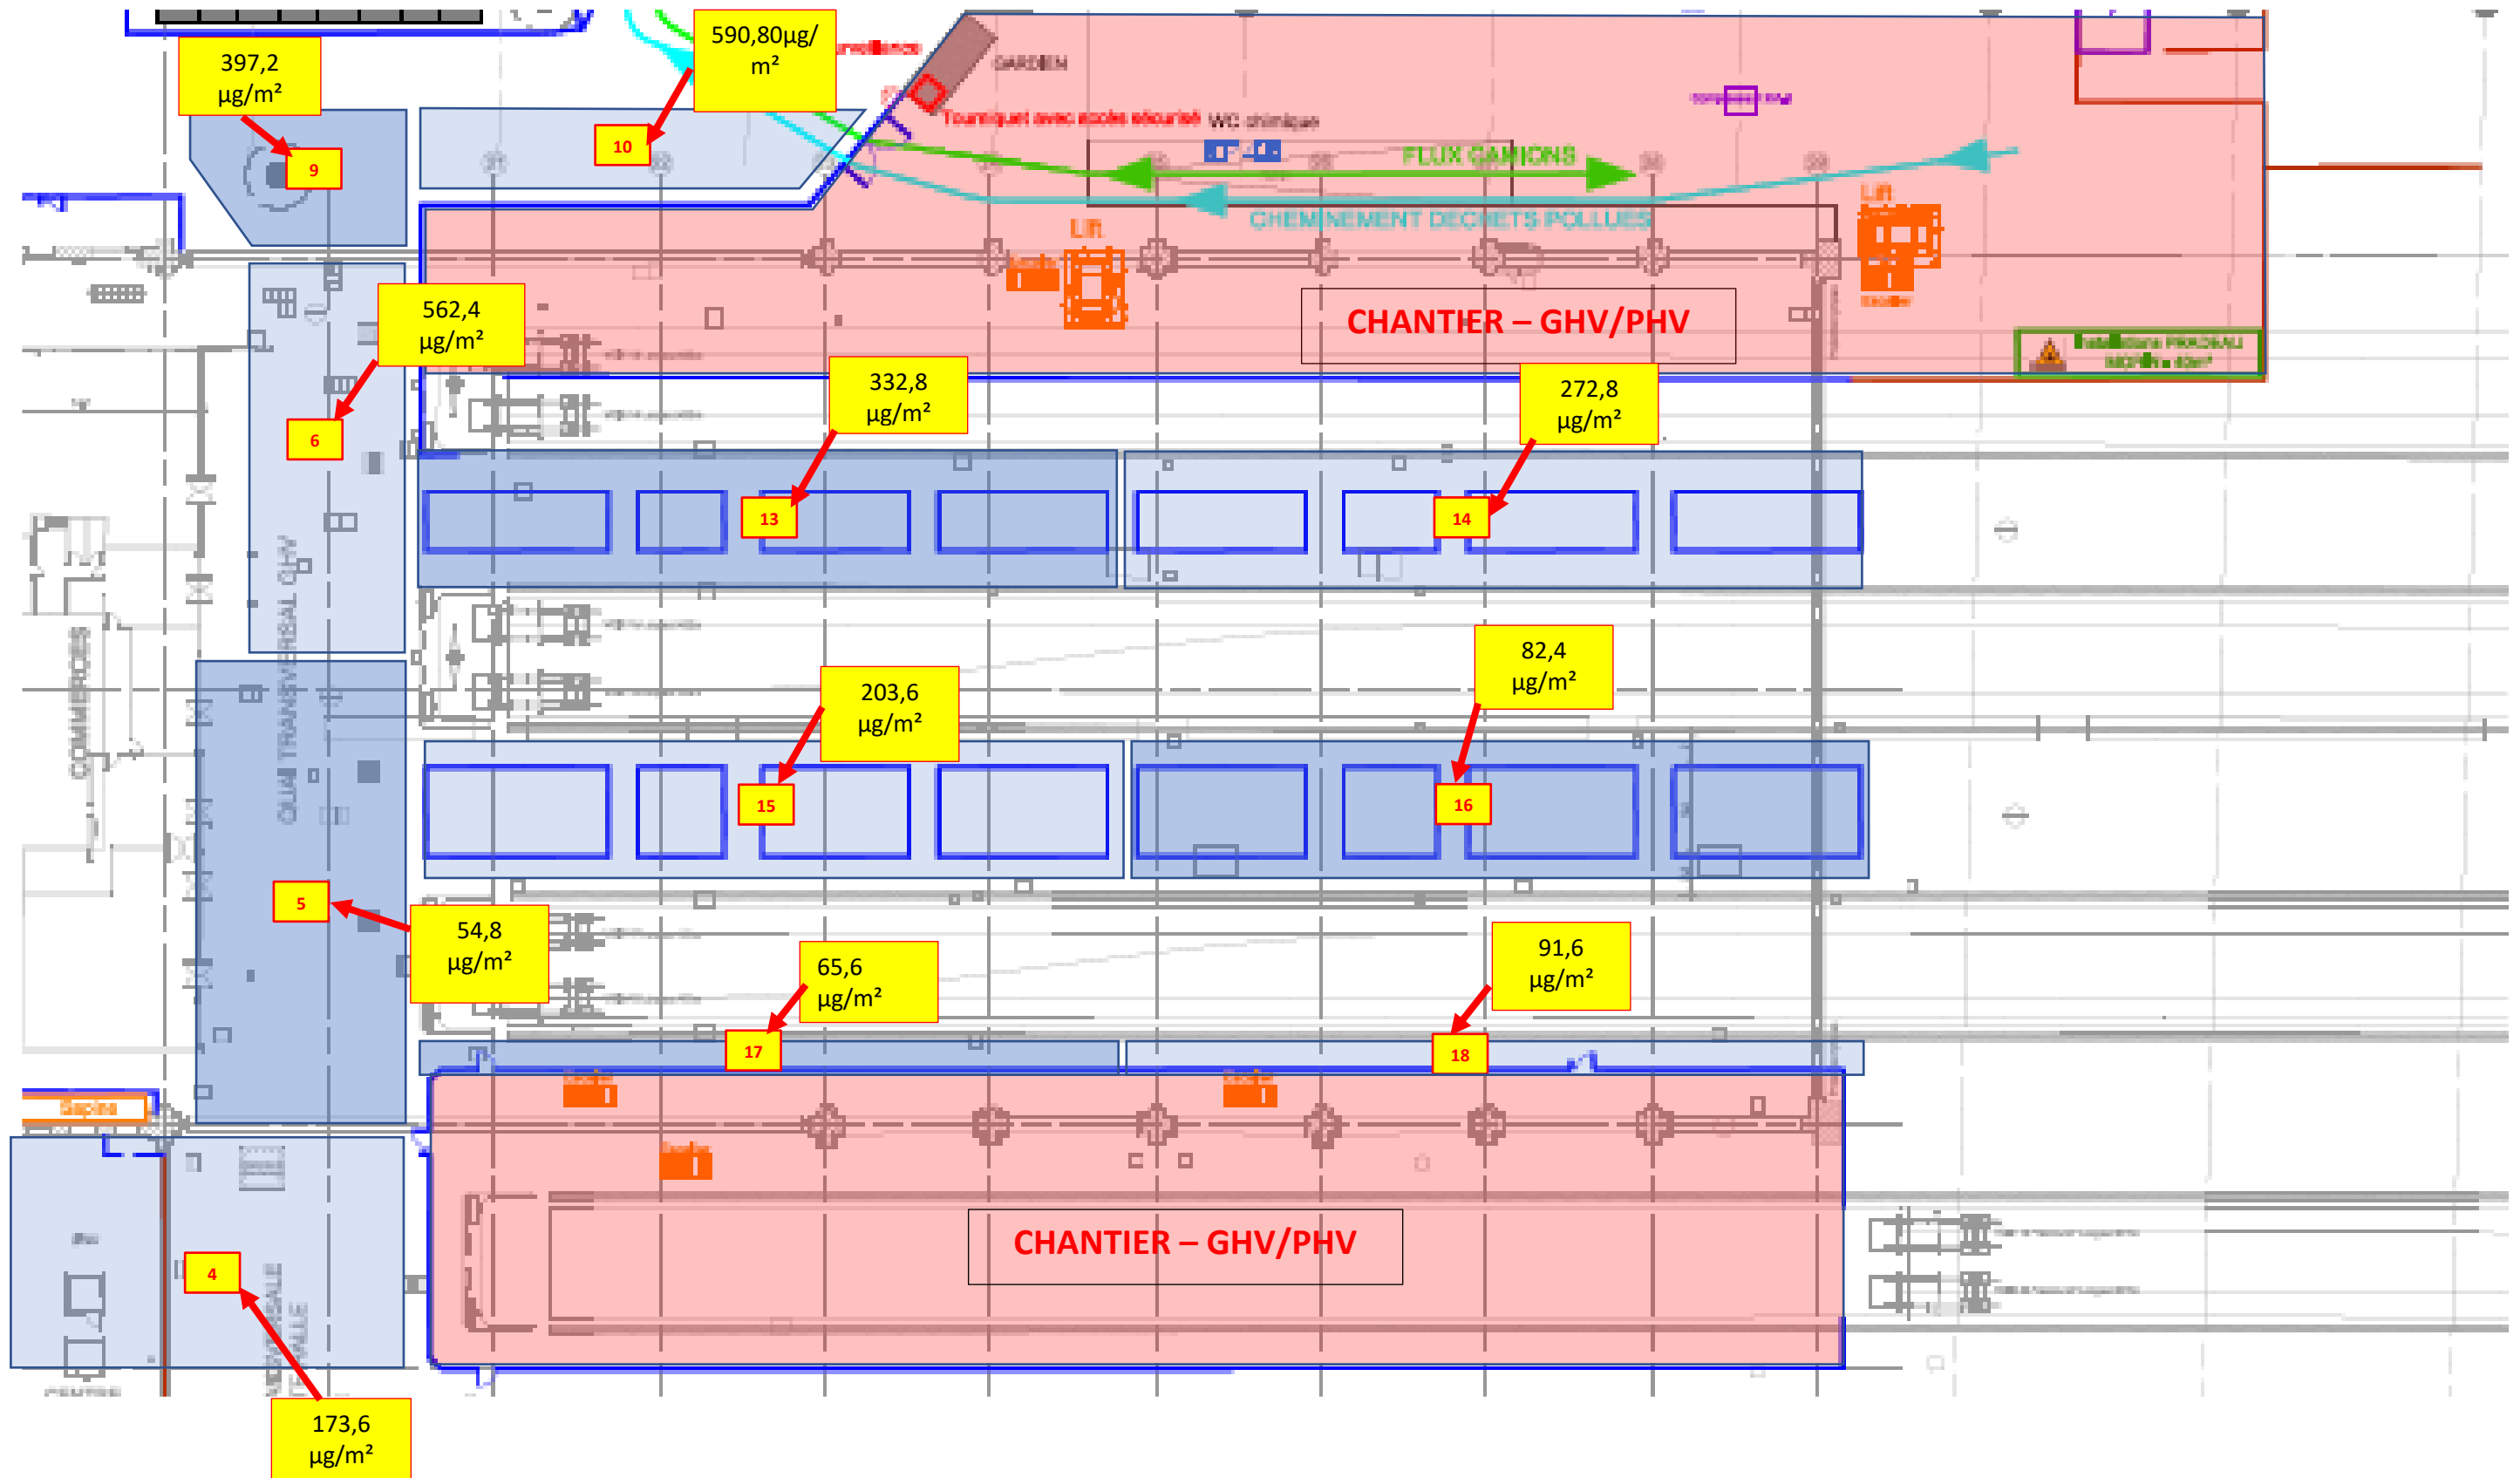 590,80µg/
m²
397,2
µg/m²
GARDIEN
Tourniquet avec accès sécurisé
WC chimique
10
9
FLUX CAMIONS
CHEMINEMENT DECHETS POLLUES
Lift
Lift
562,4
µg/m²
CHANTIER – GHV/PHV
332,8
µg/m²
272,8
µg/m²
6
13
14
QUAI TRANSVERSAL GHV
COMMERCES
203,6
µg/m²
82,4
µg/m²
15
16
5
54,8
µg/m²
65,6
µg/m²
91,6
µg/m²
17
18
CHANTIER – GHV/PHV
4
173,6
µg/m²